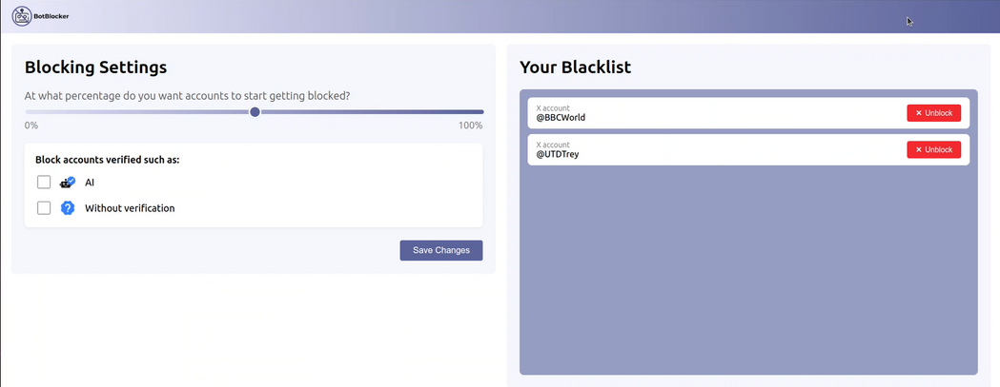 BotBlocker
Blocking Settings
At what percentage do you want accounts to start getting blocked?
0%
100%
Block accounts verified such as:
AI
Without verification
Save Changes
Your Blacklist
X account
@BBCWorld
✕ Unblock
X account
@UTDTrey
✕ Unblock